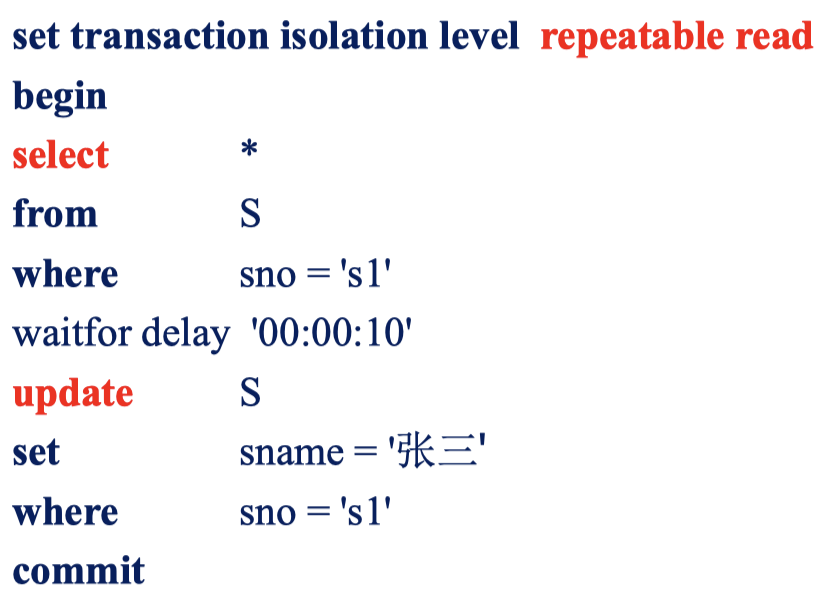 set transaction isolation level repeatable read
begin
select *
from S
where sno = 's1'
waitfor delay '00:00:10'
update S
set sname = '张三'
where sno = 's1'
commit